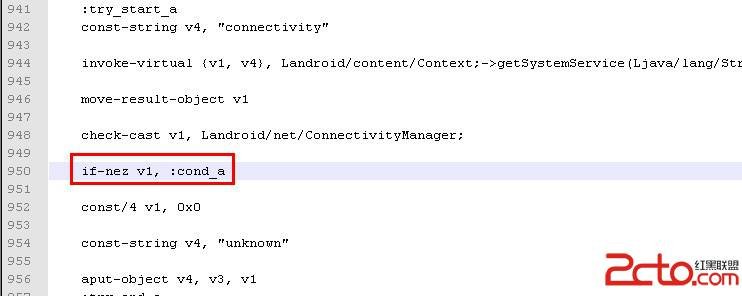 941 :try_start_a
942 const-string v4, "connectivity"
943
944 invoke-virtual {v1, v4}, Landroid/content/Context;->getSystemService(Ljava/lang/Str
945
946 move-result-object v1
947
948 check-cast v1, Landroid/net/ConnectivityManager;
949
950 if-nez v1, :cond_a
951
952 const/4 v1, 0x0
953
954 const-string v4, "unknown"
955
956 aput-object v4, v3, v1
2cto.com 红黑联盟